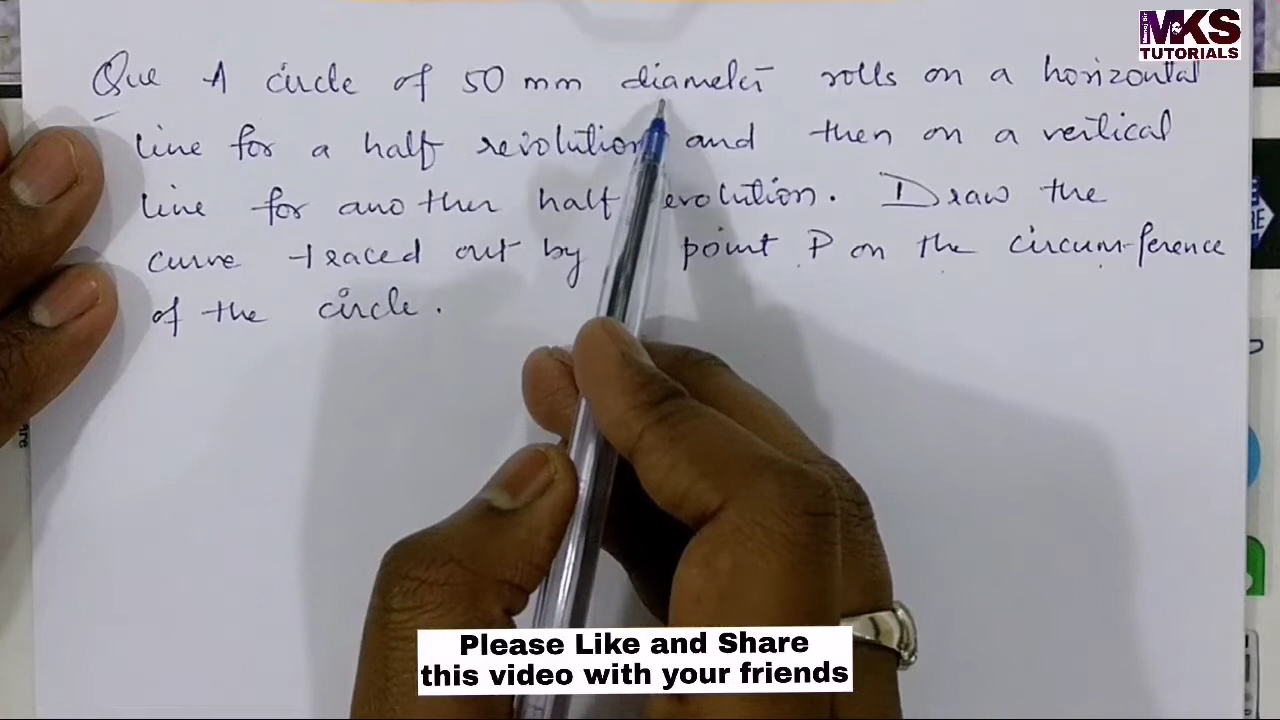 MKS
TUTORIALS
Que A circle of 50 mm diameter rolls on a horizontal
line for a half revolution and then on a vertical
line for another half evolution. Draw the
curve traced out by point P on the circumference
of the circle.
Please Like and Share
this video with your friends